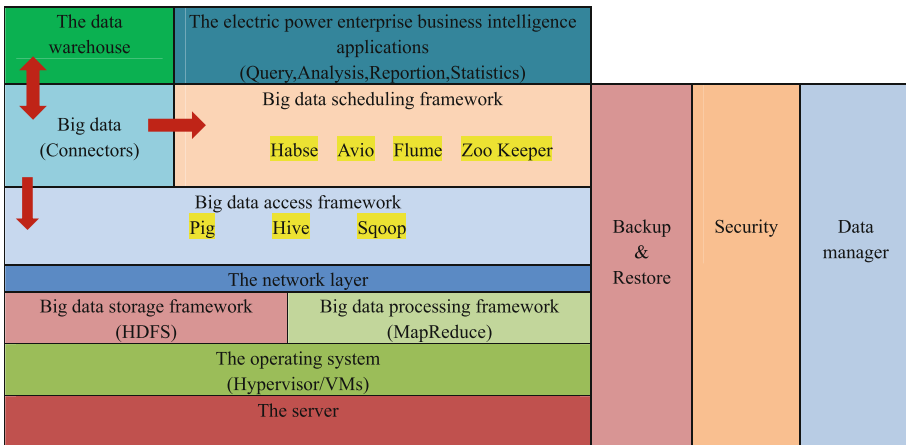 The data
warehouse
The electric power enterprise business intelligence
applications
(Query,Analysis,Reportion,Statistics)
Big data
(Connectors)
Big data scheduling framework
Habse Avio Flume Zoo Keeper
Big data access framework
Pig Hive Sqoop
The network layer
Big data storage framework
(HDFS)
Big data processing framework
(MapReduce)
The operating system
(Hypervisor/VMs)
The server
Backup
&
Restore
Security
Data
manager